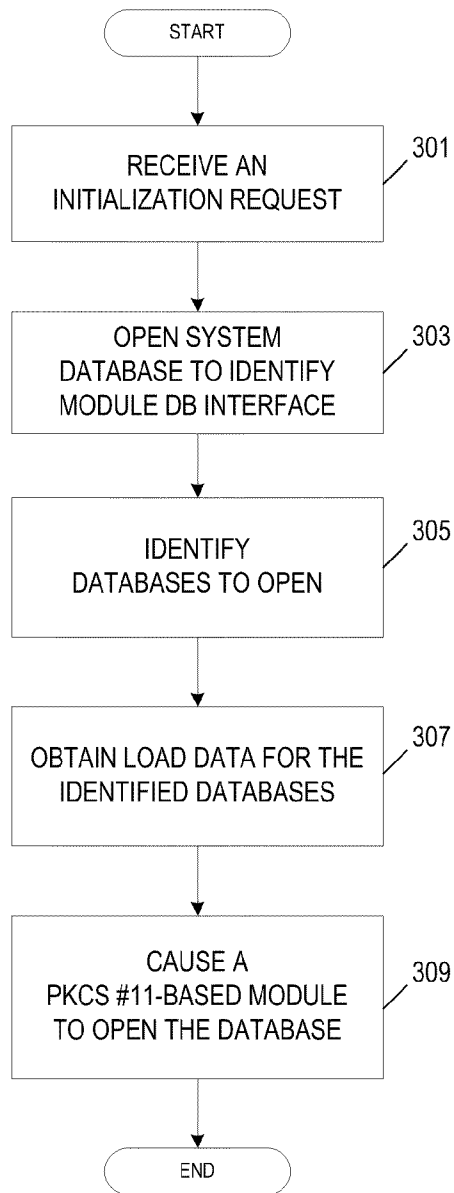 START
RECEIVE AN
INITIALIZATION REQUEST
301
OPEN SYSTEM
DATABASE TO IDENTIFY
MODULE DB INTERFACE
303
IDENTIFY
DATABASES TO OPEN
305
OBTAIN LOAD DATA FOR THE
IDENTIFIED DATABASES
307
CAUSE A
PKCS #11-BASED MODULE
TO OPEN THE DATABASE
309
END